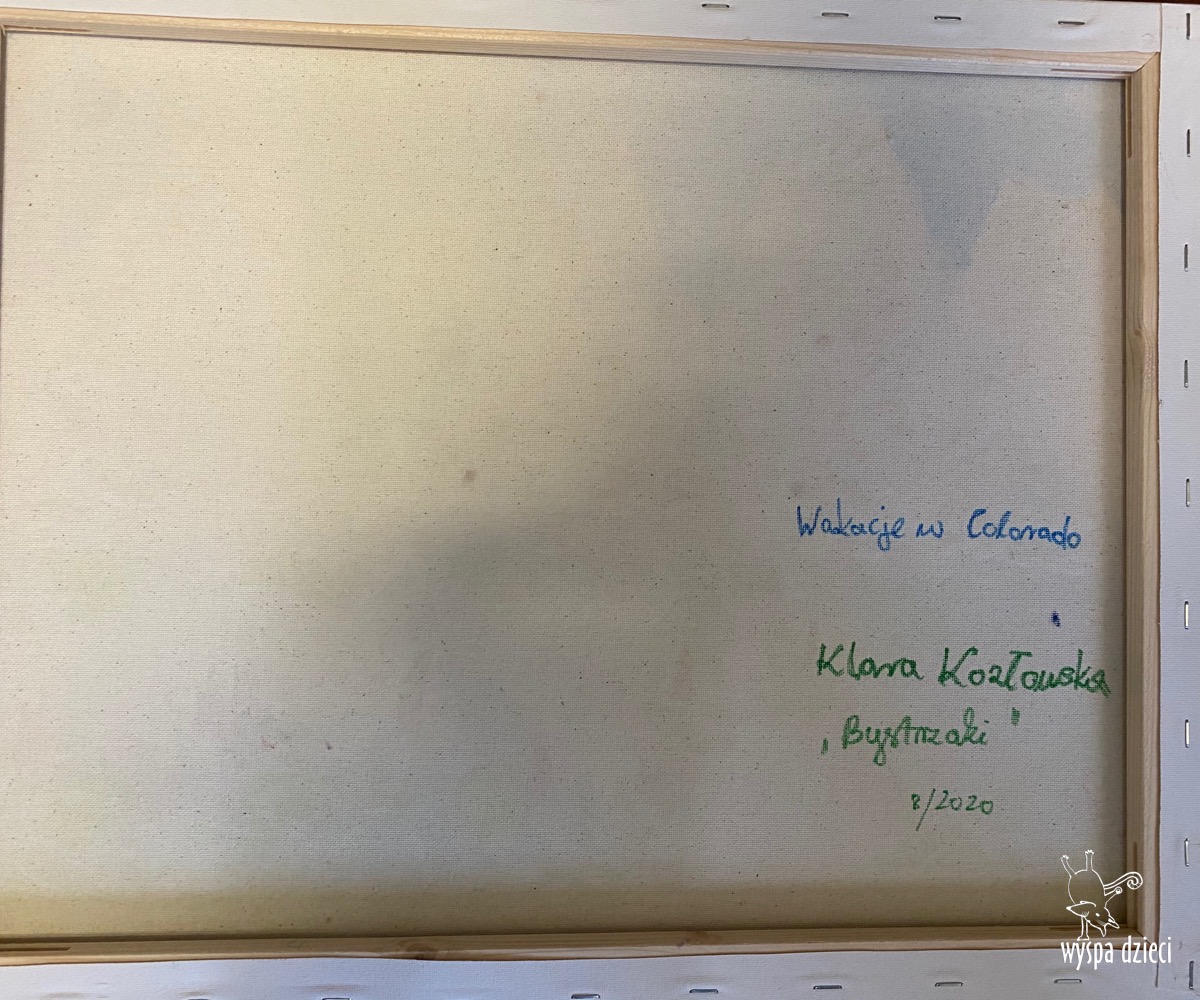 Wakacje w Colorado
Klara Kozłowska
„Bystrzaki"
8/2020
wyspa dzieci